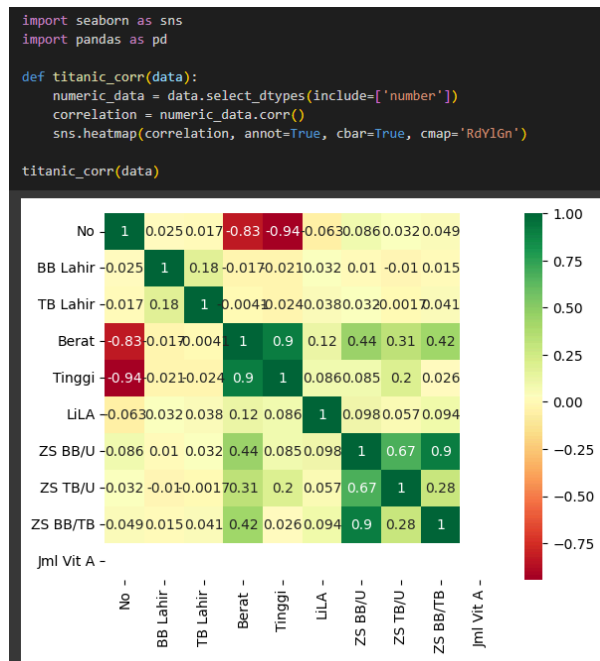 import seaborn as sns
import pandas as pd
def titanic_corr(data):
numeric_data = data.select_dtypes(include=['number'])
correlation = numeric_data.corr()
sns.heatmap(correlation, annot=True, cbar=True, cmap='RdYlGn')
titanic_corr(data)
No 1 0.025 0.017 -0.83 -0.94 -0.063 0.086 0.032 0.049
BB Lahir 0.025 1 0.18 -0.017 -0.021 0.032 0.01 -0.01 0.015
TB Lahir 0.017 0.18 1 -0.0041 -0.024 0.038 0.032 -0.0017 0.041
Berat -0.83 -0.017 -0.0041 1 0.9 0.12 0.44 0.31 0.42
Tinggi -0.94 -0.021 -0.024 0.9 1 0.086 0.085 0.2 0.026
LiLA -0.063 0.032 0.038 0.12 0.086 1 0.098 0.057 0.094
ZS BB/U 0.086 0.01 0.032 0.44 0.085 0.098 1 0.67 0.9
ZS TB/U 0.032 -0.01 -0.0017 0.31 0.2 0.057 0.67 1 0.28
ZS BB/TB 0.049 0.015 0.041 0.42 0.026 0.094 0.9 0.28 1
Jml Vit A
No BB Lahir TB Lahir Berat Tinggi LiLA ZS BB/U ZS TB/U ZS BB/TB Jml Vit A
1.00
0.75
0.50
0.25
0.00
−0.25
−0.50
−0.75